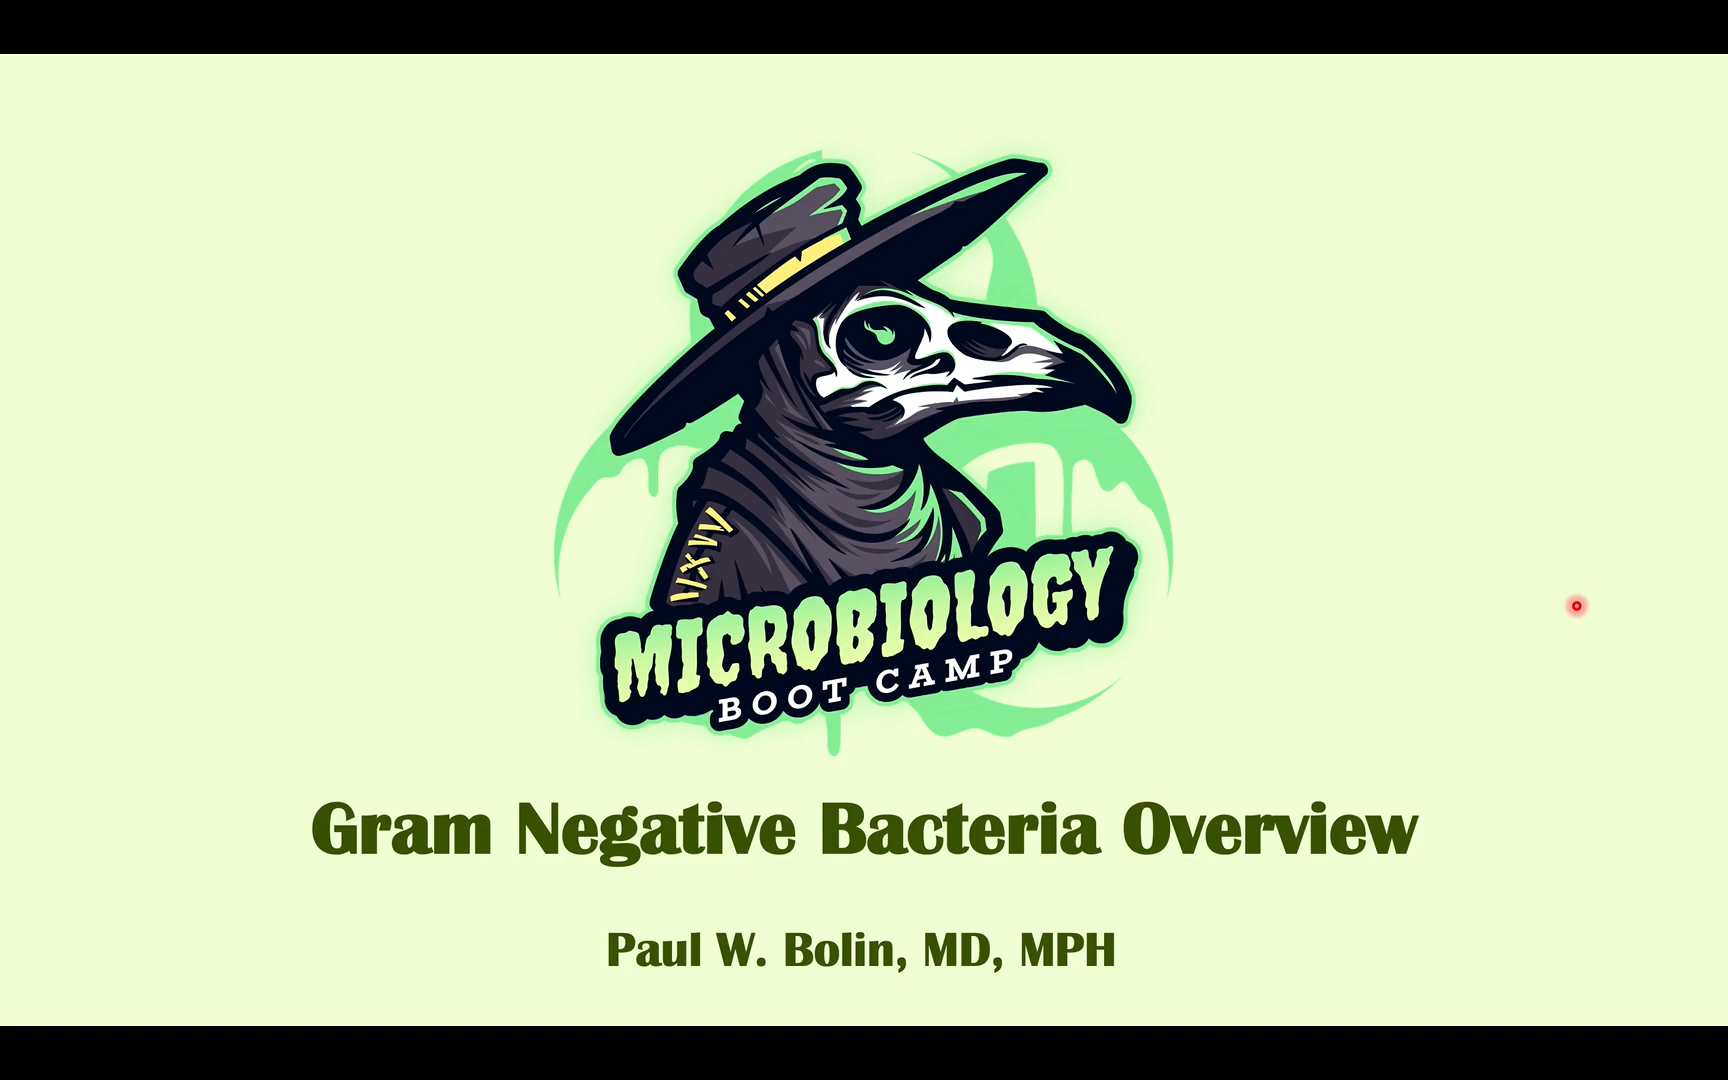 MICROBIOLOGY
BOOT CAMP
Gram Negative Bacteria Overview
Paul W. Bolin, MD, MPH